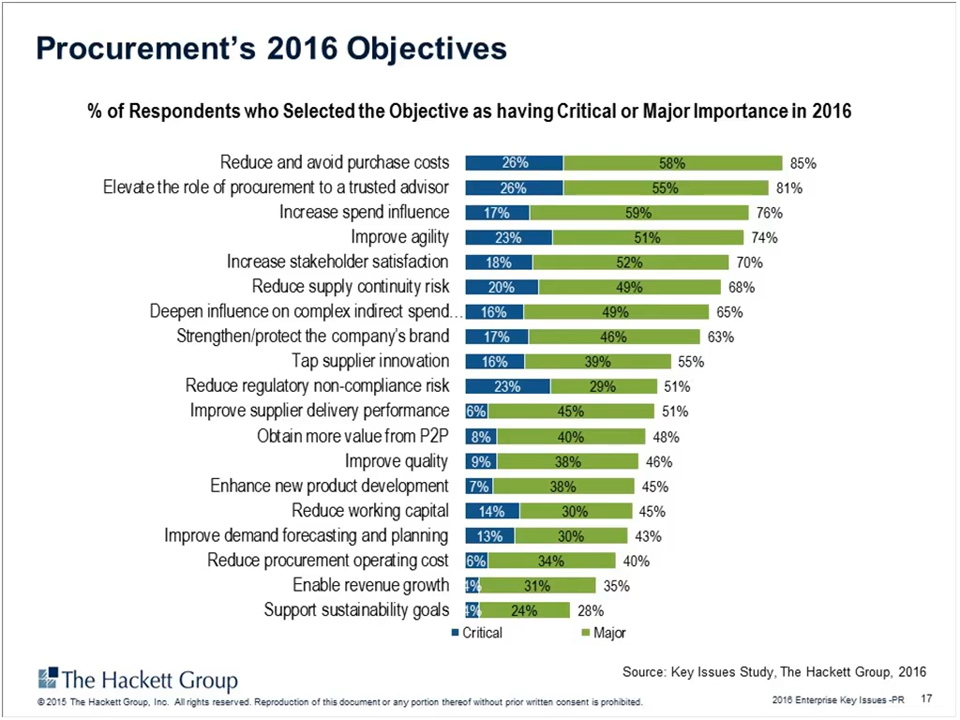 Procurement's 2016 Objectives
% of Respondents who Selected the Objective as having Critical or Major Importance in 2016
Reduce and avoid purchase costs 26% 58% 85%
Elevate the role of procurement to a trusted advisor 26% 55% 81%
Increase spend influence 17% 59% 76%
Improve agility 23% 51% 74%
Increase stakeholder satisfaction 18% 52% 70%
Reduce supply continuity risk 20% 49% 68%
Deepen influence on complex indirect spend… 16% 49% 65%
Strengthen/protect the company's brand 17% 46% 63%
Tap supplier innovation 16% 39% 55%
Reduce regulatory non-compliance risk 23% 29% 51%
Improve supplier delivery performance 6% 45% 51%
Obtain more value from P2P 8% 40% 48%
Improve quality 9% 38% 46%
Enhance new product development 7% 38% 45%
Reduce working capital 14% 30% 45%
Improve demand forecasting and planning 13% 30% 43%
Reduce procurement operating cost 6% 34% 40%
Enable revenue growth 4% 31% 35%
Support sustainability goals 4% 24% 28%
Critical Major
Source: Key Issues Study, The Hackett Group, 2016
The Hackett Group
© 2015 The Hackett Group, Inc. All rights reserved. Reproduction of this document or any portion thereof without prior written consent is prohibited.
2016 Enterprise Key Issues -PR 17